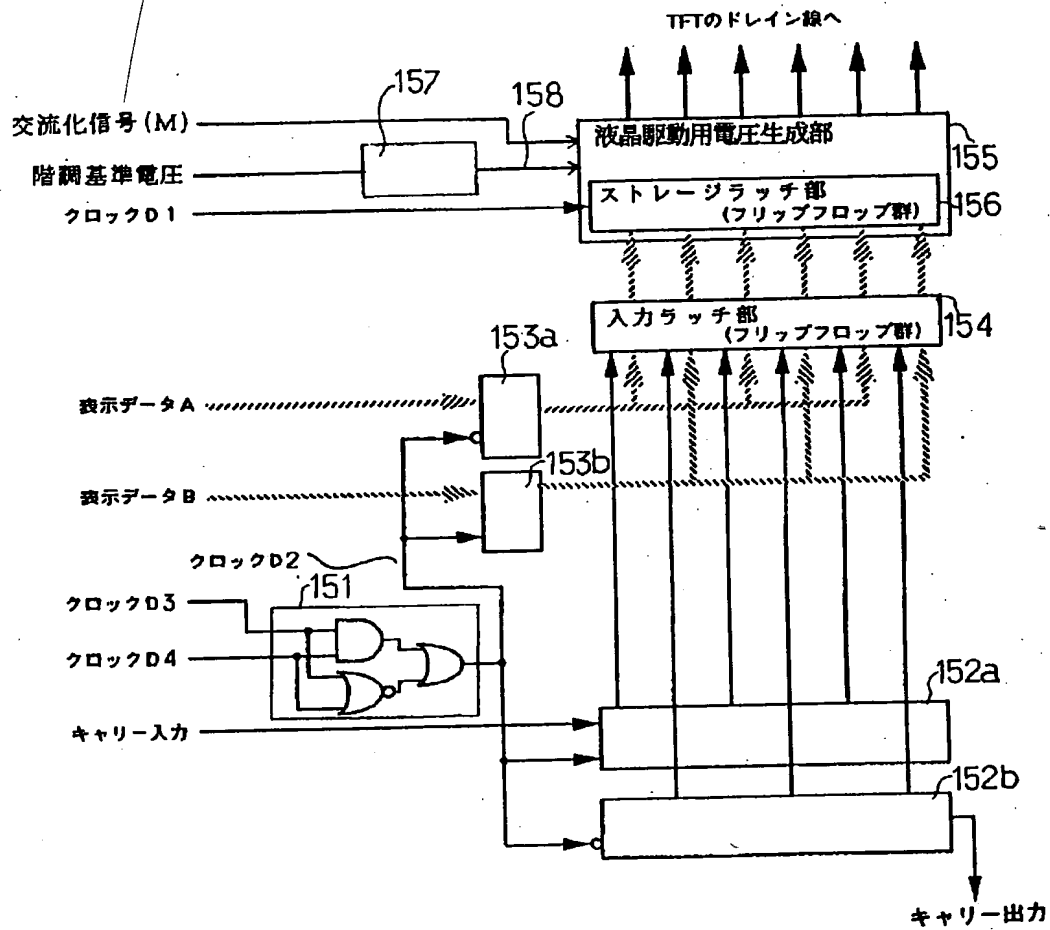 TFTのドレイン線へ
157
158
交流化信号(M)
液晶駆動用電圧生成部
155
階調基準電圧
ストレージラッチ部
(フリップフロップ群)
156
クロックD1
入力ラッチ部
(フリップフロップ群)
154
153a
表示データA
153b
表示データB
クロックD2
151
クロックD3
クロックD4
152a
キャリー入力
152b
キャリー出力